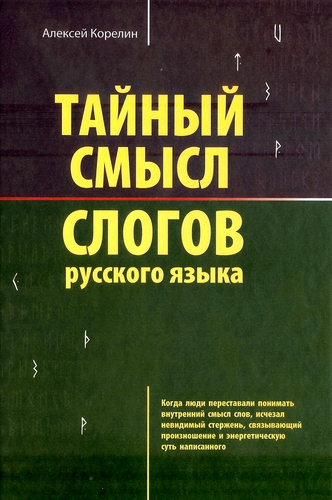 Алексей Корелин
ТАЙНЫЙ
СМЫСЛ
СЛОГОВ
русского языка
Когда люди переставали понимать
внутренний смысл слов, исчезал
невидимый стержень, связывающий
произношение и энергетическую
суть написанного